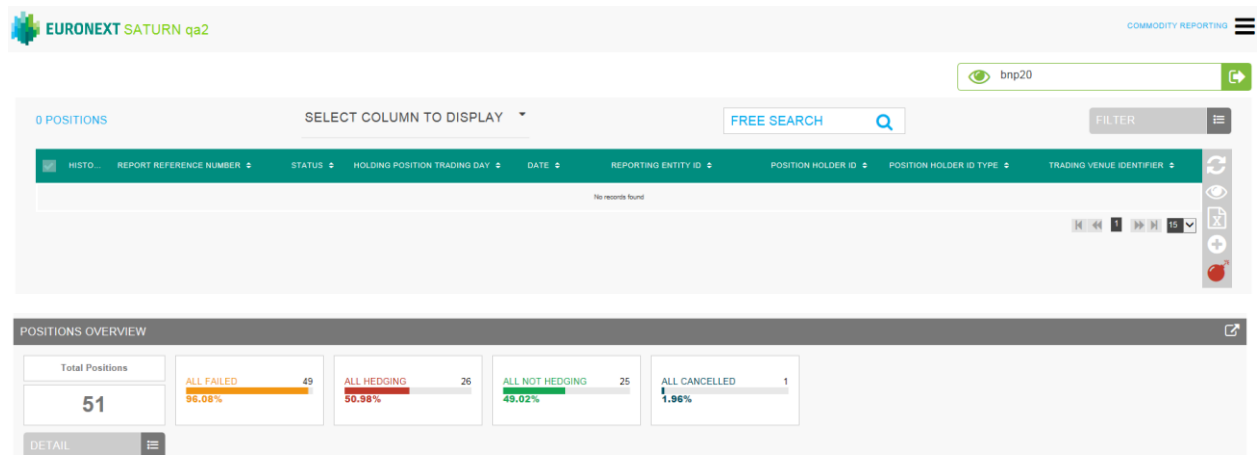 EURONEXT SATURN qa2
COMMODITY REPORTING
bnp20
0 POSITIONS SELECT COLUMN TO DISPLAY FREE SEARCH FILTER
HISTO... REPORT REFERENCE NUMBER STATUS HOLDING POSITION TRADING DAY DATE REPORTING ENTITY ID POSITION HOLDER ID POSITION HOLDER ID TYPE TRADING VENUE IDENTIFIER
No records found
1 15
POSITIONS OVERVIEW
Total Positions
ALL FAILED 49 ALL HEDGING 26 ALL NOT HEDGING 25 ALL CANCELLED 1
96.08% 50.98% 49.02% 1.96%
51
DETAIL